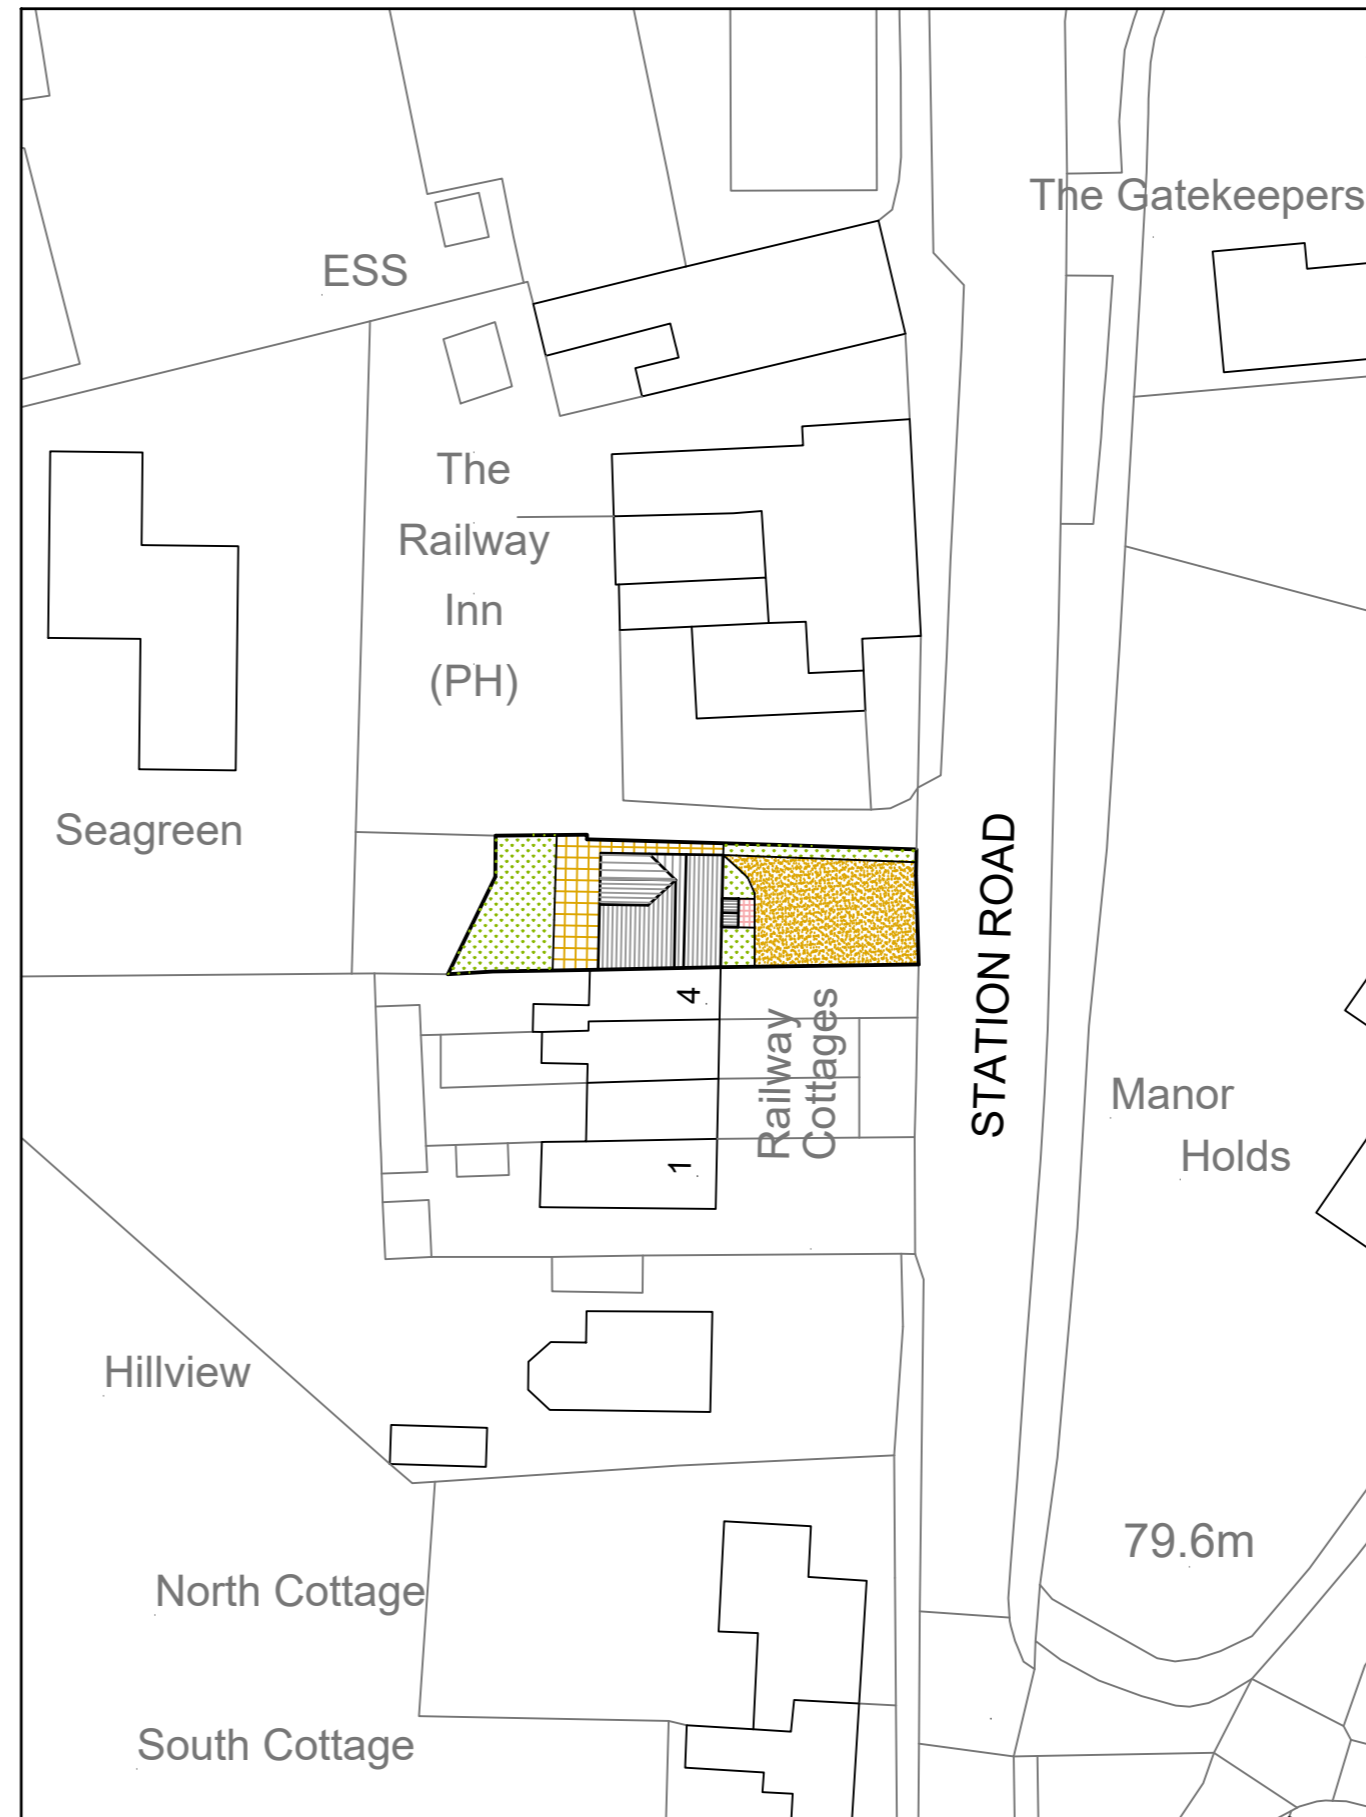 The Gatekeepers
ESS
The
Railway
Inn
(PH)
Seagreen
STATION ROAD
4
Railway
Cottages
1
Manor
Holds
Hillview
79.6m
North Cottage
South Cottage